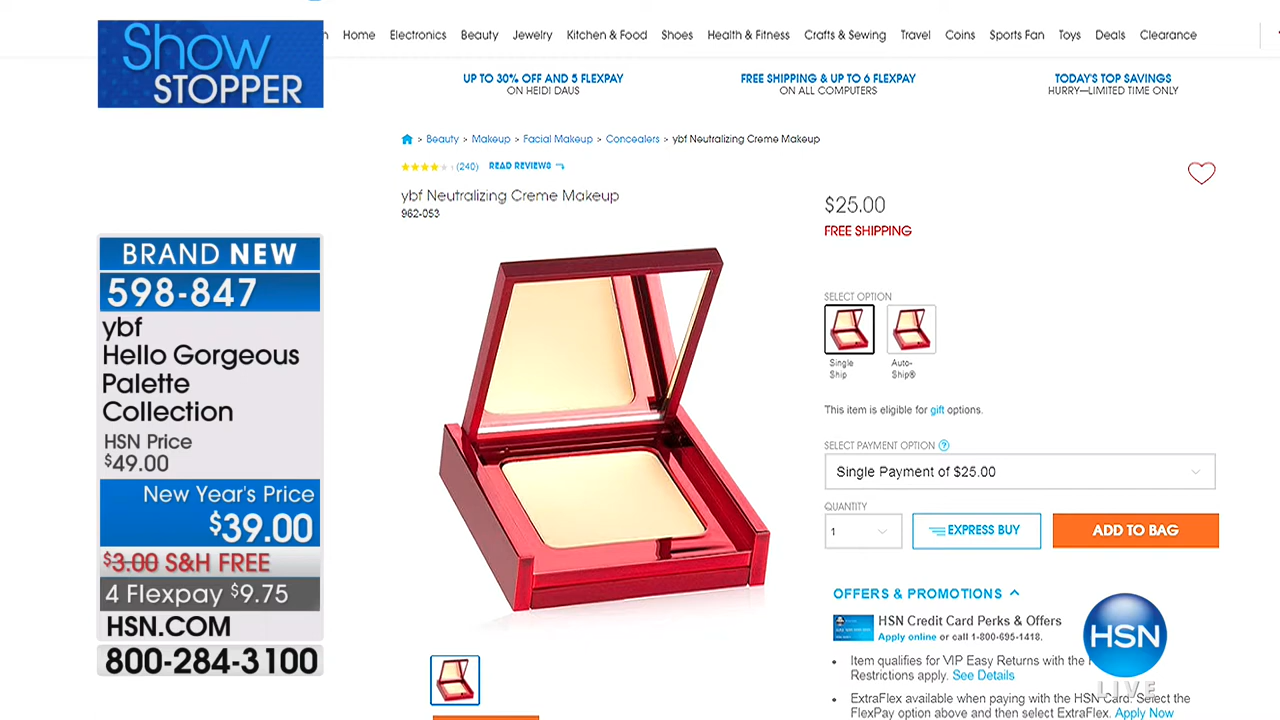 Show
STOPPER
Home Electronics Beauty Jewelry Kitchen & Food Shoes Health & Fitness Crafts & Sewing Travel Coins Sports Fan Toys Deals Clearance
UP TO 30% OFF AND 5 FLEXPAY
ON HEIDI DAUS
FREE SHIPPING & UP TO 6 FLEXPAY
ON ALL COMPUTERS
TODAY'S TOP SAVINGS
HURRY—LIMITED TIME ONLY
> Beauty > Makeup > Facial Makeup > Concealers > ybf Neutralizing Creme Makeup
(240) READ REVIEWS
ybf Neutralizing Creme Makeup
962-053
$25.00
FREE SHIPPING
SELECT OPTION
Single
Ship
Auto-
Ship®
This item is eligible for gift options.
SELECT PAYMENT OPTION ?
Single Payment of $25.00
QUANTITY
1
EXPRESS BUY
ADD TO BAG
OFFERS & PROMOTIONS
HSN Credit Card Perks & Offers
Apply online or call 1-800-695-1418.
• Item qualifies for VIP Easy Returns with the
Restrictions apply. See Details
• ExtraFlex available when paying with the HSN Card. Select the
FlexPay option above and then select ExtraFlex. Apply Now
BRAND NEW
598-847
ybf
Hello Gorgeous
Palette
Collection
HSN Price
$49.00
New Year's Price
$39.00
$3.00 S&H FREE
4 Flexpay $9.75
HSN.COM
800-284-3100
HSN
LIVE